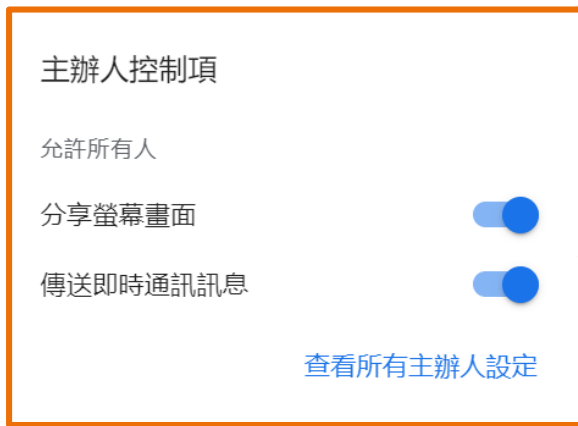 主辦人控制項
允許所有人
分享螢幕畫面
傳送即時通訊訊息
查看所有主辦人設定